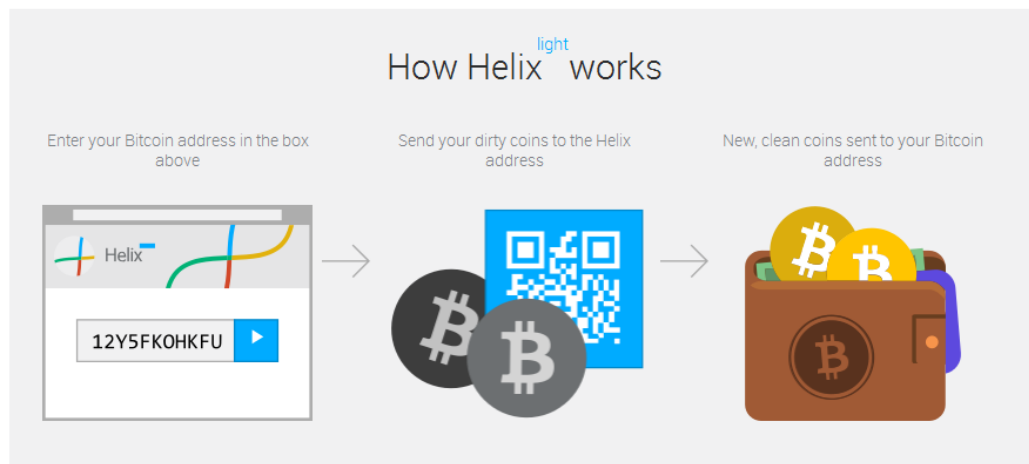 light
How Helix works
Enter your Bitcoin address in the box
above
Send your dirty coins to the Helix
address
New, clean coins sent to your Bitcoin
address
Helix
12Y5FKOHKFU